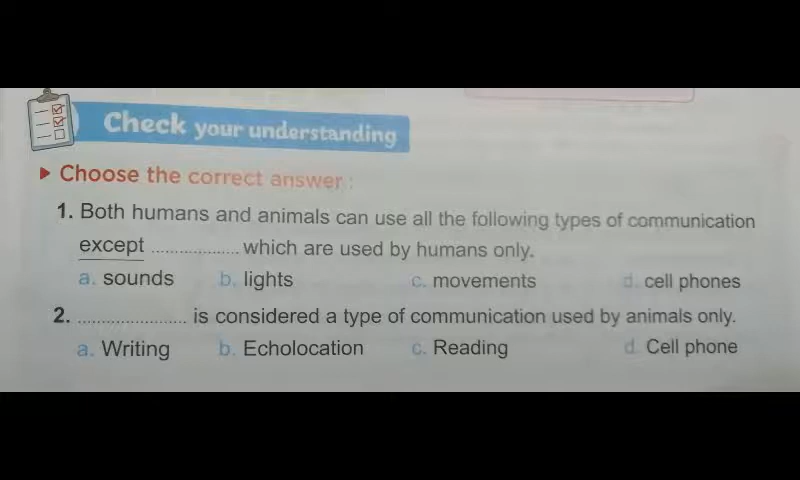 Check your understanding
Choose the correct answer :
1. Both humans and animals can use all the following types of communication
except .................. which are used by humans only.
a. sounds b. lights c. movements d. cell phones
2. ...................... is considered a type of communication used by animals only.
a. Writing b. Echolocation c. Reading d. Cell phone